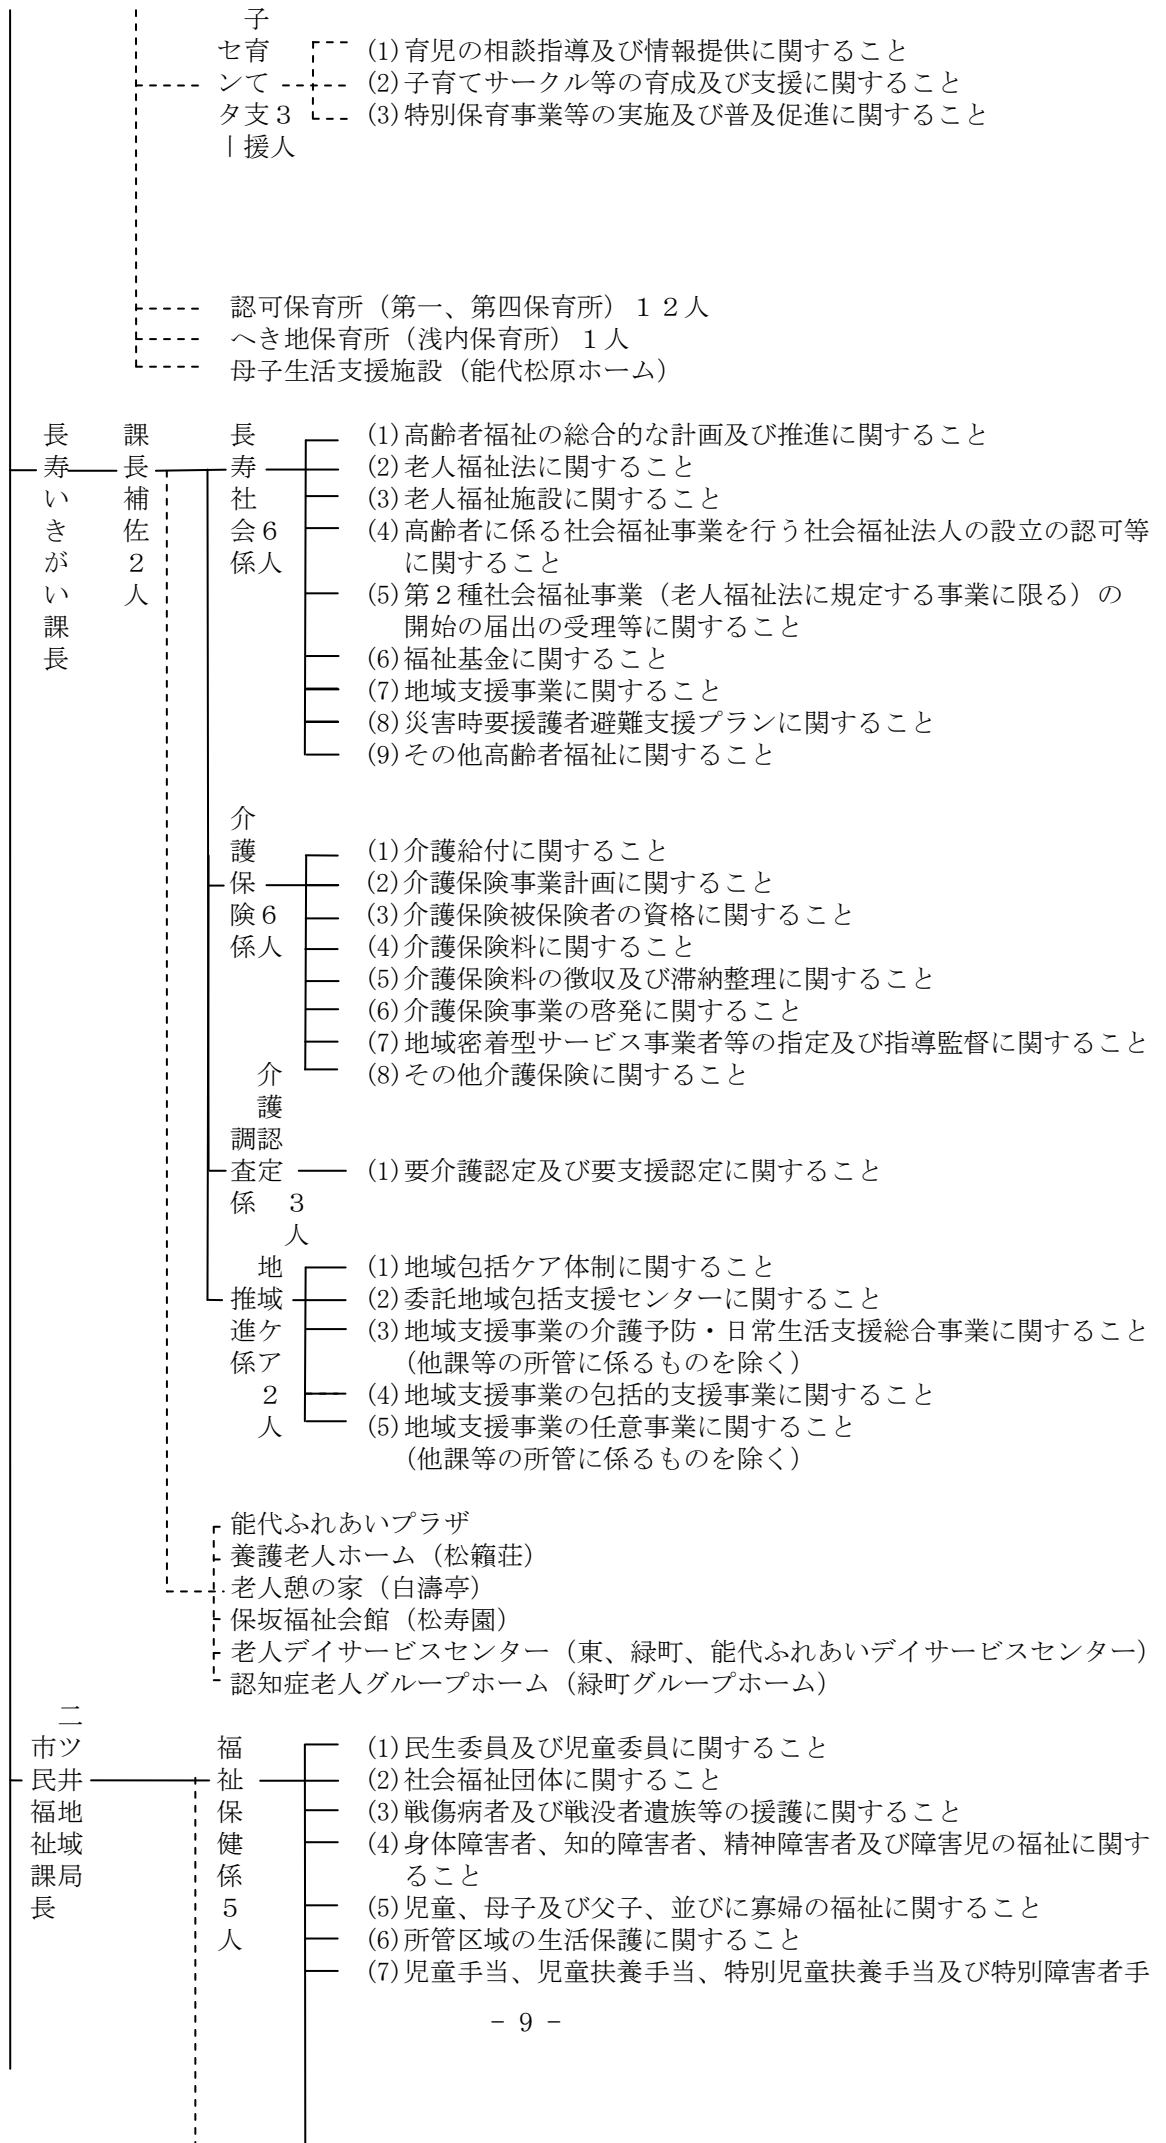 子育て支援センター 3人
(1)育児の相談指導及び情報提供に関すること
(2)子育てサークル等の育成及び支援に関すること
(3)特別保育事業等の実施及び普及促進に関すること
認可保育所（第一、第四保育所）１２人
へき地保育所（浅内保育所）１人
母子生活支援施設（能代松原ホーム）
長寿いきがい課長
課長補佐２人
長寿社会係６人
(1)高齢者福祉の総合的な計画及び推進に関すること
(2)老人福祉法に関すること
(3)老人福祉施設に関すること
(4)高齢者に係る社会福祉事業を行う社会福祉法人の設立の認可等
に関すること
(5)第２種社会福祉事業（老人福祉法に規定する事業に限る）の
開始の届出の受理等に関すること
(6)福祉基金に関すること
(7)地域支援事業に関すること
(8)災害時要援護者避難支援プランに関すること
(9)その他高齢者福祉に関すること
介護保険係６人
(1)介護給付に関すること
(2)介護保険事業計画に関すること
(3)介護保険被保険者の資格に関すること
(4)介護保険料に関すること
(5)介護保険料の徴収及び滞納整理に関すること
(6)介護保険事業の啓発に関すること
(7)地域密着型サービス事業者等の指定及び指導監督に関すること
(8)その他介護保険に関すること
介護認定調査係３人
(1)要介護認定及び要支援認定に関すること
地域ケア推進係２人
(1)地域包括ケア体制に関すること
(2)委託地域包括支援センターに関すること
(3)地域支援事業の介護予防・日常生活支援総合事業に関すること
（他課等の所管に係るものを除く）
(4)地域支援事業の包括的支援事業に関すること
(5)地域支援事業の任意事業に関すること
（他課等の所管に係るものを除く）
能代ふれあいプラザ
養護老人ホーム（松籟荘）
老人憩の家（白濤亭）
保坂福祉会館（松寿園）
老人デイサービスセンター（東、緑町、能代ふれあいデイサービスセンター）
認知症老人グループホーム（緑町グループホーム）
二ツ井地域局市民福祉課長
福祉保健係５人
(1)民生委員及び児童委員に関すること
(2)社会福祉団体に関すること
(3)戦傷病者及び戦没者遺族等の援護に関すること
(4)身体障害者、知的障害者、精神障害者及び障害児の福祉に関す
ること
(5)児童、母子及び父子、並びに寡婦の福祉に関すること
(6)所管区域の生活保護に関すること
(7)児童手当、児童扶養手当、特別児童扶養手当及び特別障害者手
- 9 -